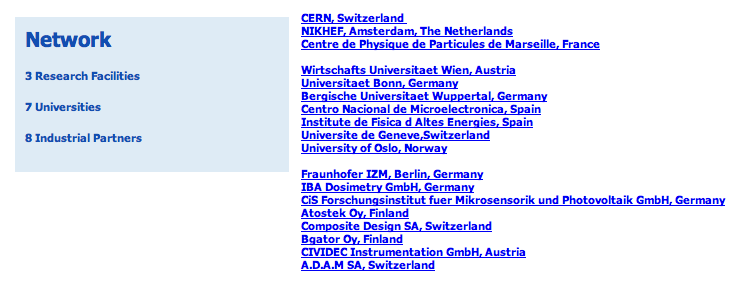 Network
3 Research Facilities
7 Universities
8 Industrial Partners
CERN, Switzerland
NIKHEF, Amsterdam, The Netherlands
Centre de Physique de Particules de Marseille, France
Wirtschafts Universitaet Wien, Austria
Universitaet Bonn, Germany
Bergische Universitaet Wuppertal, Germany
Centro Nacional de Microelectronica, Spain
Institute de Fisica d Altes Energies, Spain
Universite de Geneve,Switzerland
University of Oslo, Norway
Fraunhofer IZM, Berlin, Germany
IBA Dosimetry GmbH, Germany
CiS Forschungsinstitut fuer Mikrosensorik und Photovoltaik GmbH, Germany
Atostek Oy, Finland
Composite Design SA, Switzerland
Bgator Oy, Finland
CIVIDEC Instrumentation GmbH, Austria
A.D.A.M SA, Switzerland